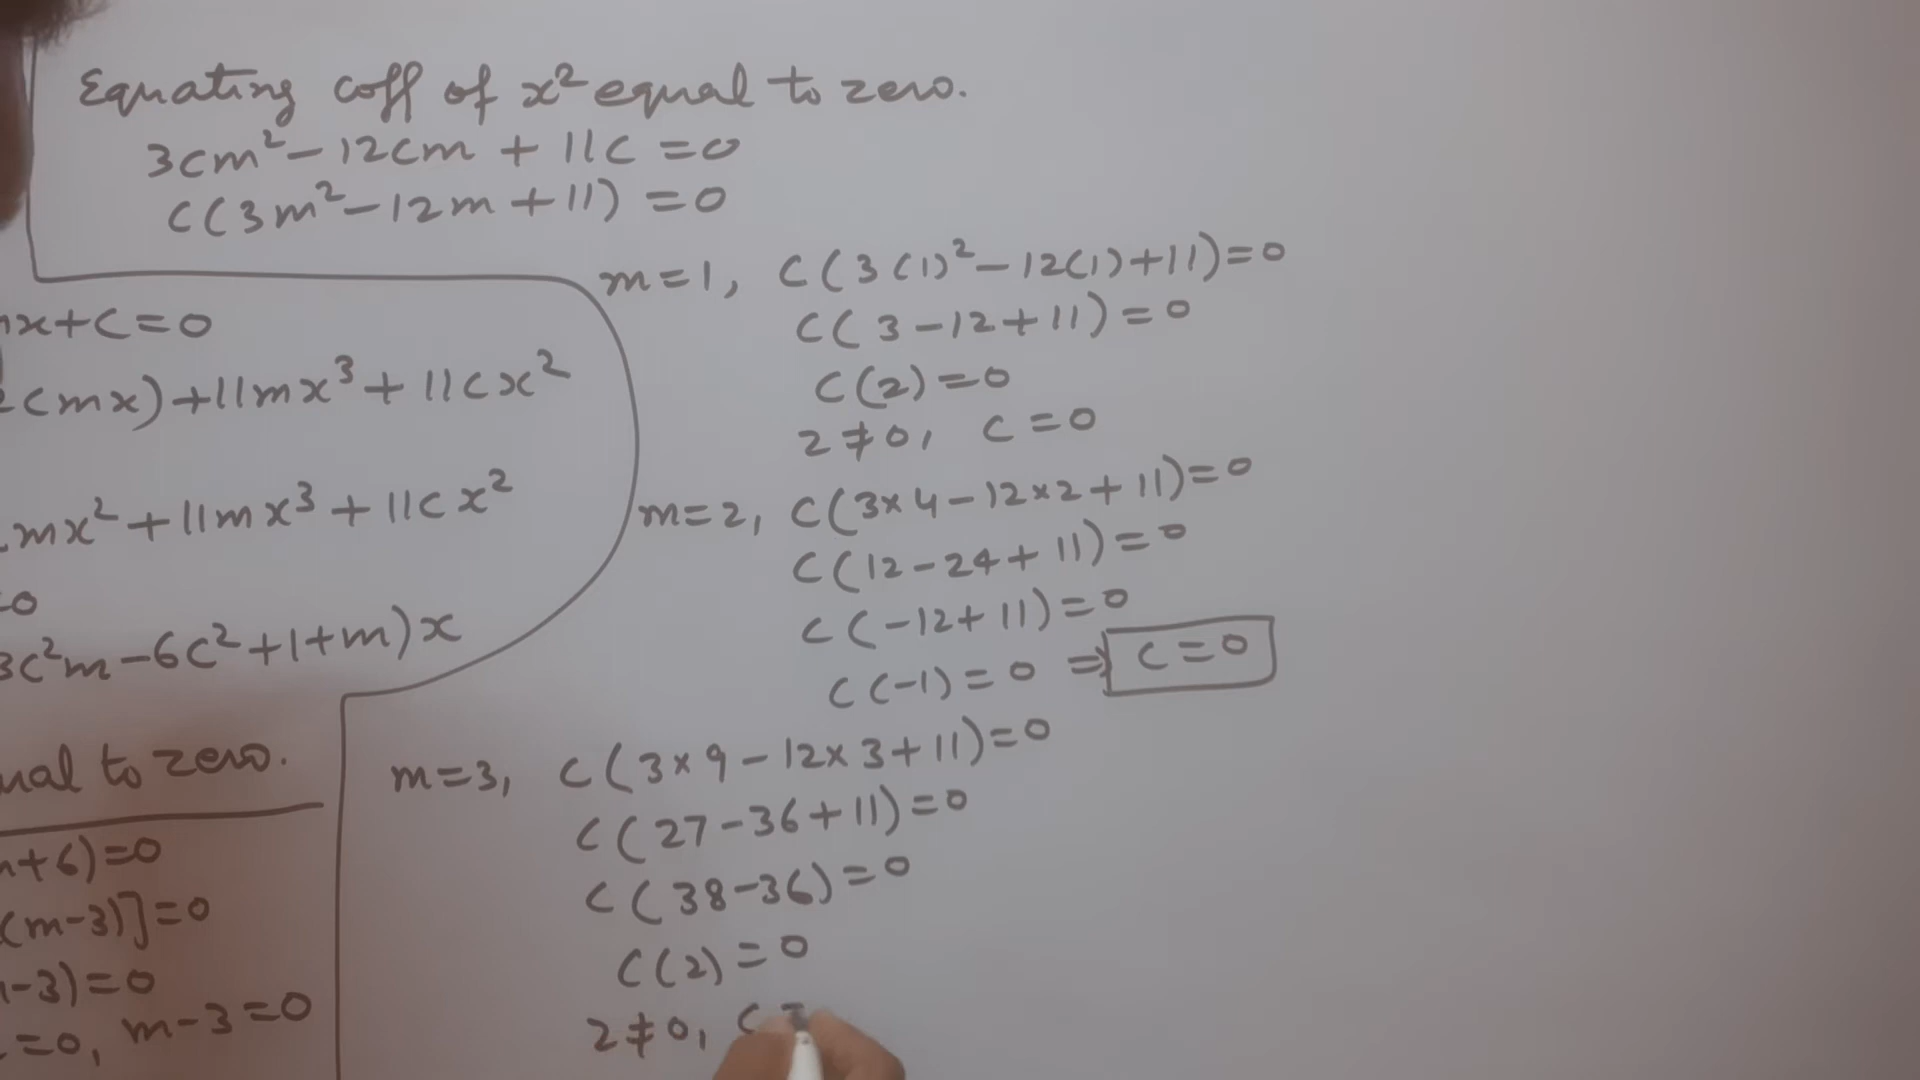 Equating coff of x² equal to zero.
3cm² - 12cm + 11c = 0
c(3m² - 12m + 11) = 0
x + c = 0
(mx) + 11mx³ + 11cx²
mx² + 11mx³ + 11cx²
=0
3c²m - 6c² + 1 + m)x
to zero.
+6) = 0
(m-3)] = 0
-3) = 0
=0, m-3 = 0
m=1, c(3(1)² - 12(1) + 11) = 0
c(3 - 12 + 11) = 0
c(2) = 0
2 ≠ 0, c = 0
m=2, c(3×4 - 12×2 + 11) = 0
c(12 - 24 + 11) = 0
c(-12 + 11) = 0
c(-1) = 0 ⇒ c = 0
m=3, c(3×9 - 12×3 + 11) = 0
c(27 - 36 + 11) = 0
c(38 - 36) = 0
c(2) = 0
2 ≠ 0, c